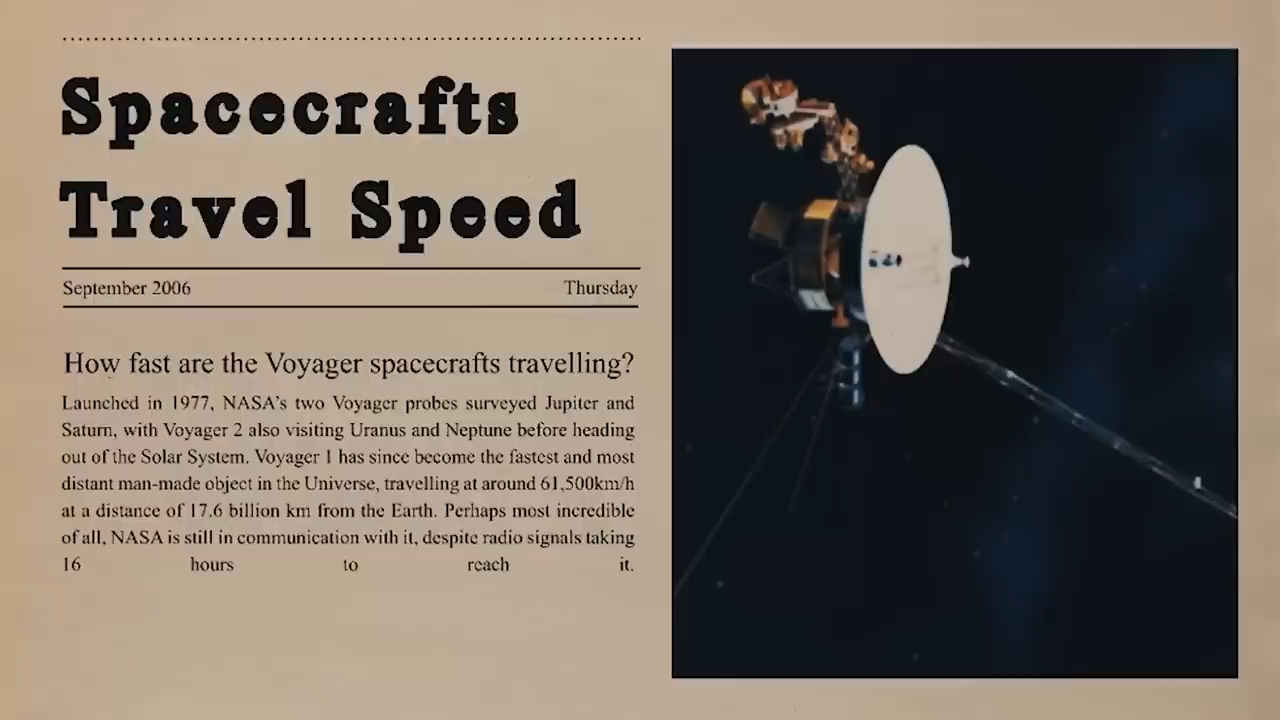 Spacecrafts
Travel Speed
September 2006 Thursday
How fast are the Voyager spacecrafts travelling?
Launched in 1977, NASA's two Voyager probes surveyed Jupiter and
Saturn, with Voyager 2 also visiting Uranus and Neptune before heading
out of the Solar System. Voyager 1 has since become the fastest and most
distant man-made object in the Universe, travelling at around 61,500km/h
at a distance of 17.6 billion km from the Earth. Perhaps most incredible
of all, NASA is still in communication with it, despite radio signals taking
16 hours to reach it.